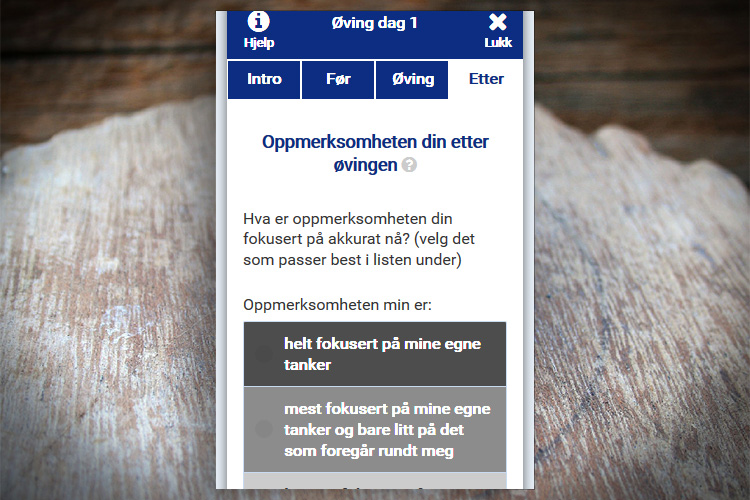 Øving dag 1
Hjelp
Lukk
Intro
Før
Øving
Etter
Oppmerksomheten din etter
øvingen
Hva er oppmerksomheten din
fokusert på akkurat nå? (velg det
som passer best i listen under)
Oppmerksomheten min er:
helt fokusert på mine egne
tanker
mest fokusert på mine egne
tanker og bare litt på det
som foregår rundt meg